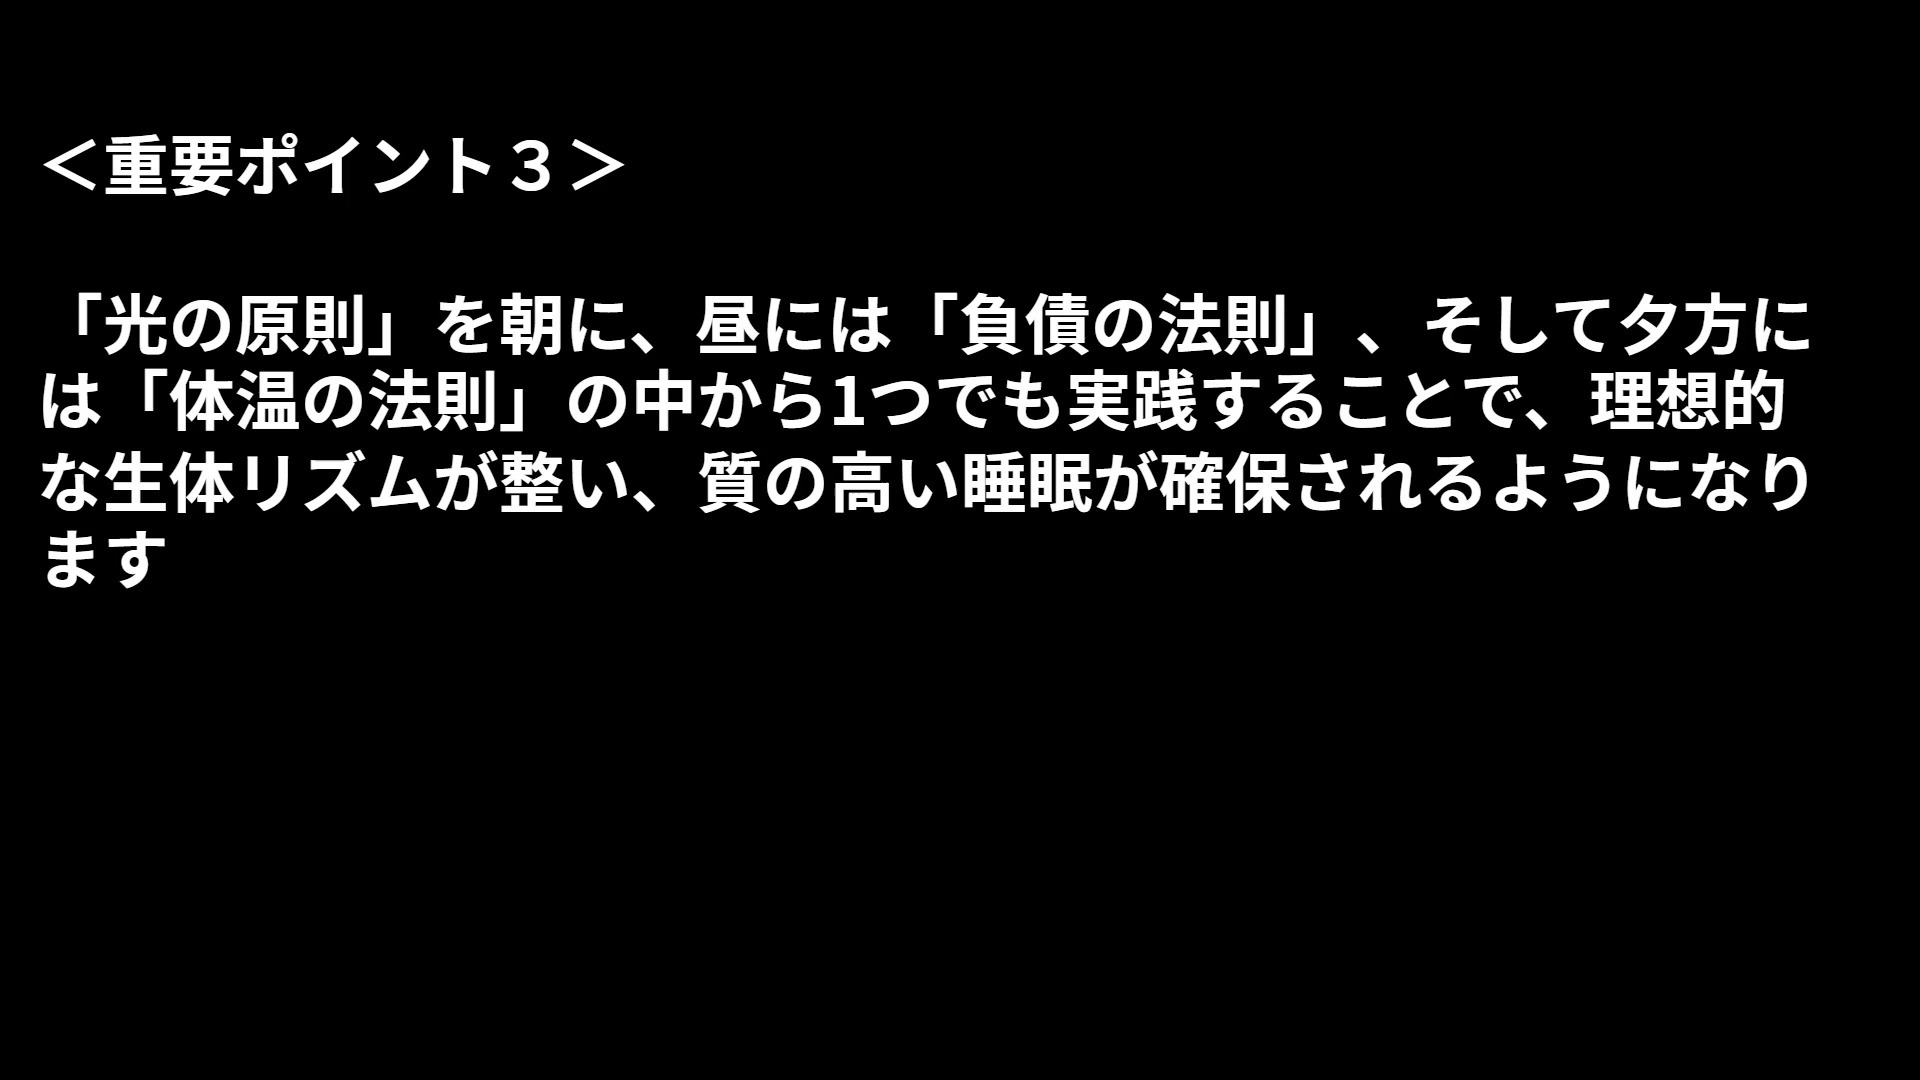 ＜重要ポイント３＞
「光の原則」を朝に、昼には「負債の法則」、そして夕方に
は「体温の法則」の中から1つでも実践することで、理想的
な生体リズムが整い、質の高い睡眠が確保されるようになり
ます